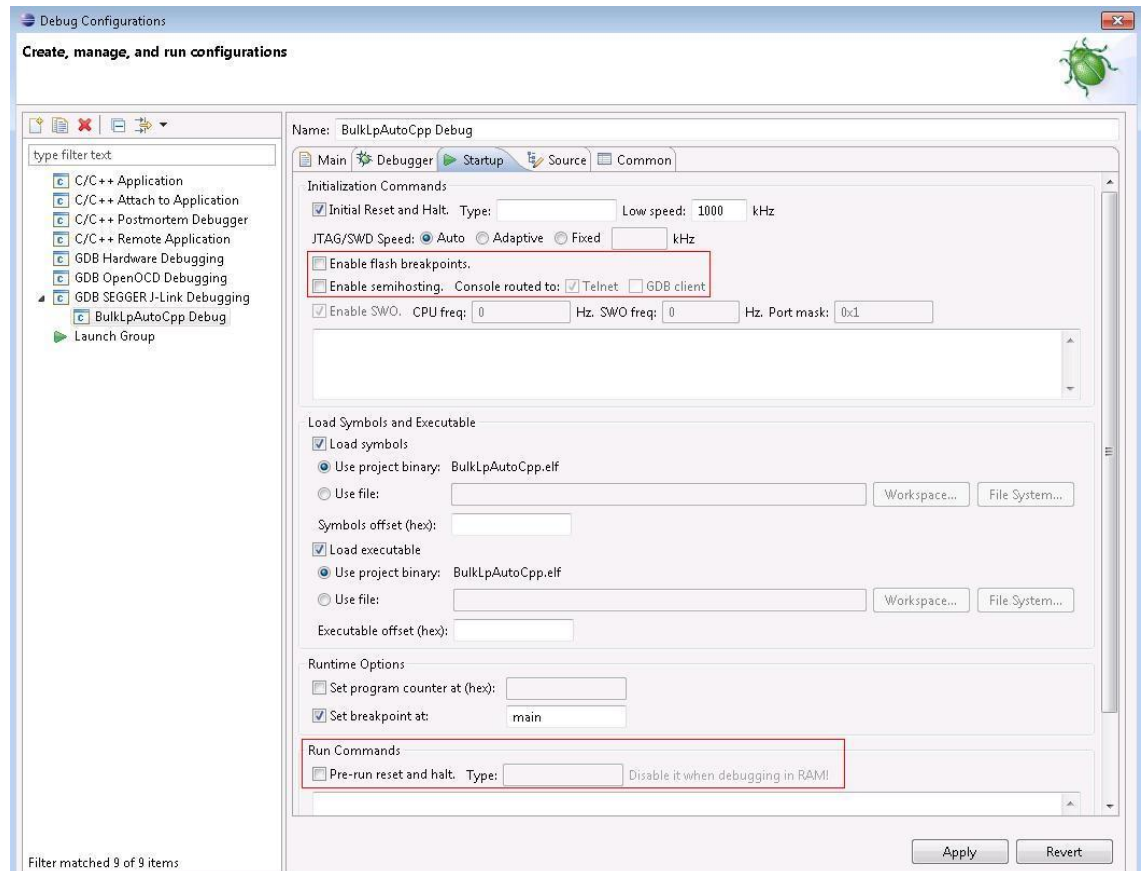 Debug Configurations
Create, manage, and run configurations
type filter text
C/C++ Application
C/C++ Attach to Application
C/C++ Postmortem Debugger
C/C++ Remote Application
GDB Hardware Debugging
GDB OpenOCD Debugging
GDB SEGGER J-Link Debugging
BulkLpAutoCpp Debug
Launch Group
Filter matched 9 of 9 items
Name: BulkLpAutoCpp Debug
Main Debugger Startup Source Common
Initialization Commands
Initial Reset and Halt. Type: Low speed: 1000 kHz
JTAG/SWD Speed: Auto Adaptive Fixed kHz
Enable flash breakpoints.
Enable semihosting. Console routed to: Telnet GDB client
Enable SWO. CPU freq: 0 Hz. SWO freq: 0 Hz. Port mask: 0x1
Load Symbols and Executable
Load symbols
Use project binary: BulkLpAutoCpp.elf
Use file: Workspace... File System...
Symbols offset (hex):
Load executable
Use project binary: BulkLpAutoCpp.elf
Use file: Workspace... File System...
Executable offset (hex):
Runtime Options
Set program counter at (hex):
Set breakpoint at: main
Run Commands
Pre-run reset and halt. Type: Disable it when debugging in RAM!
Apply Revert